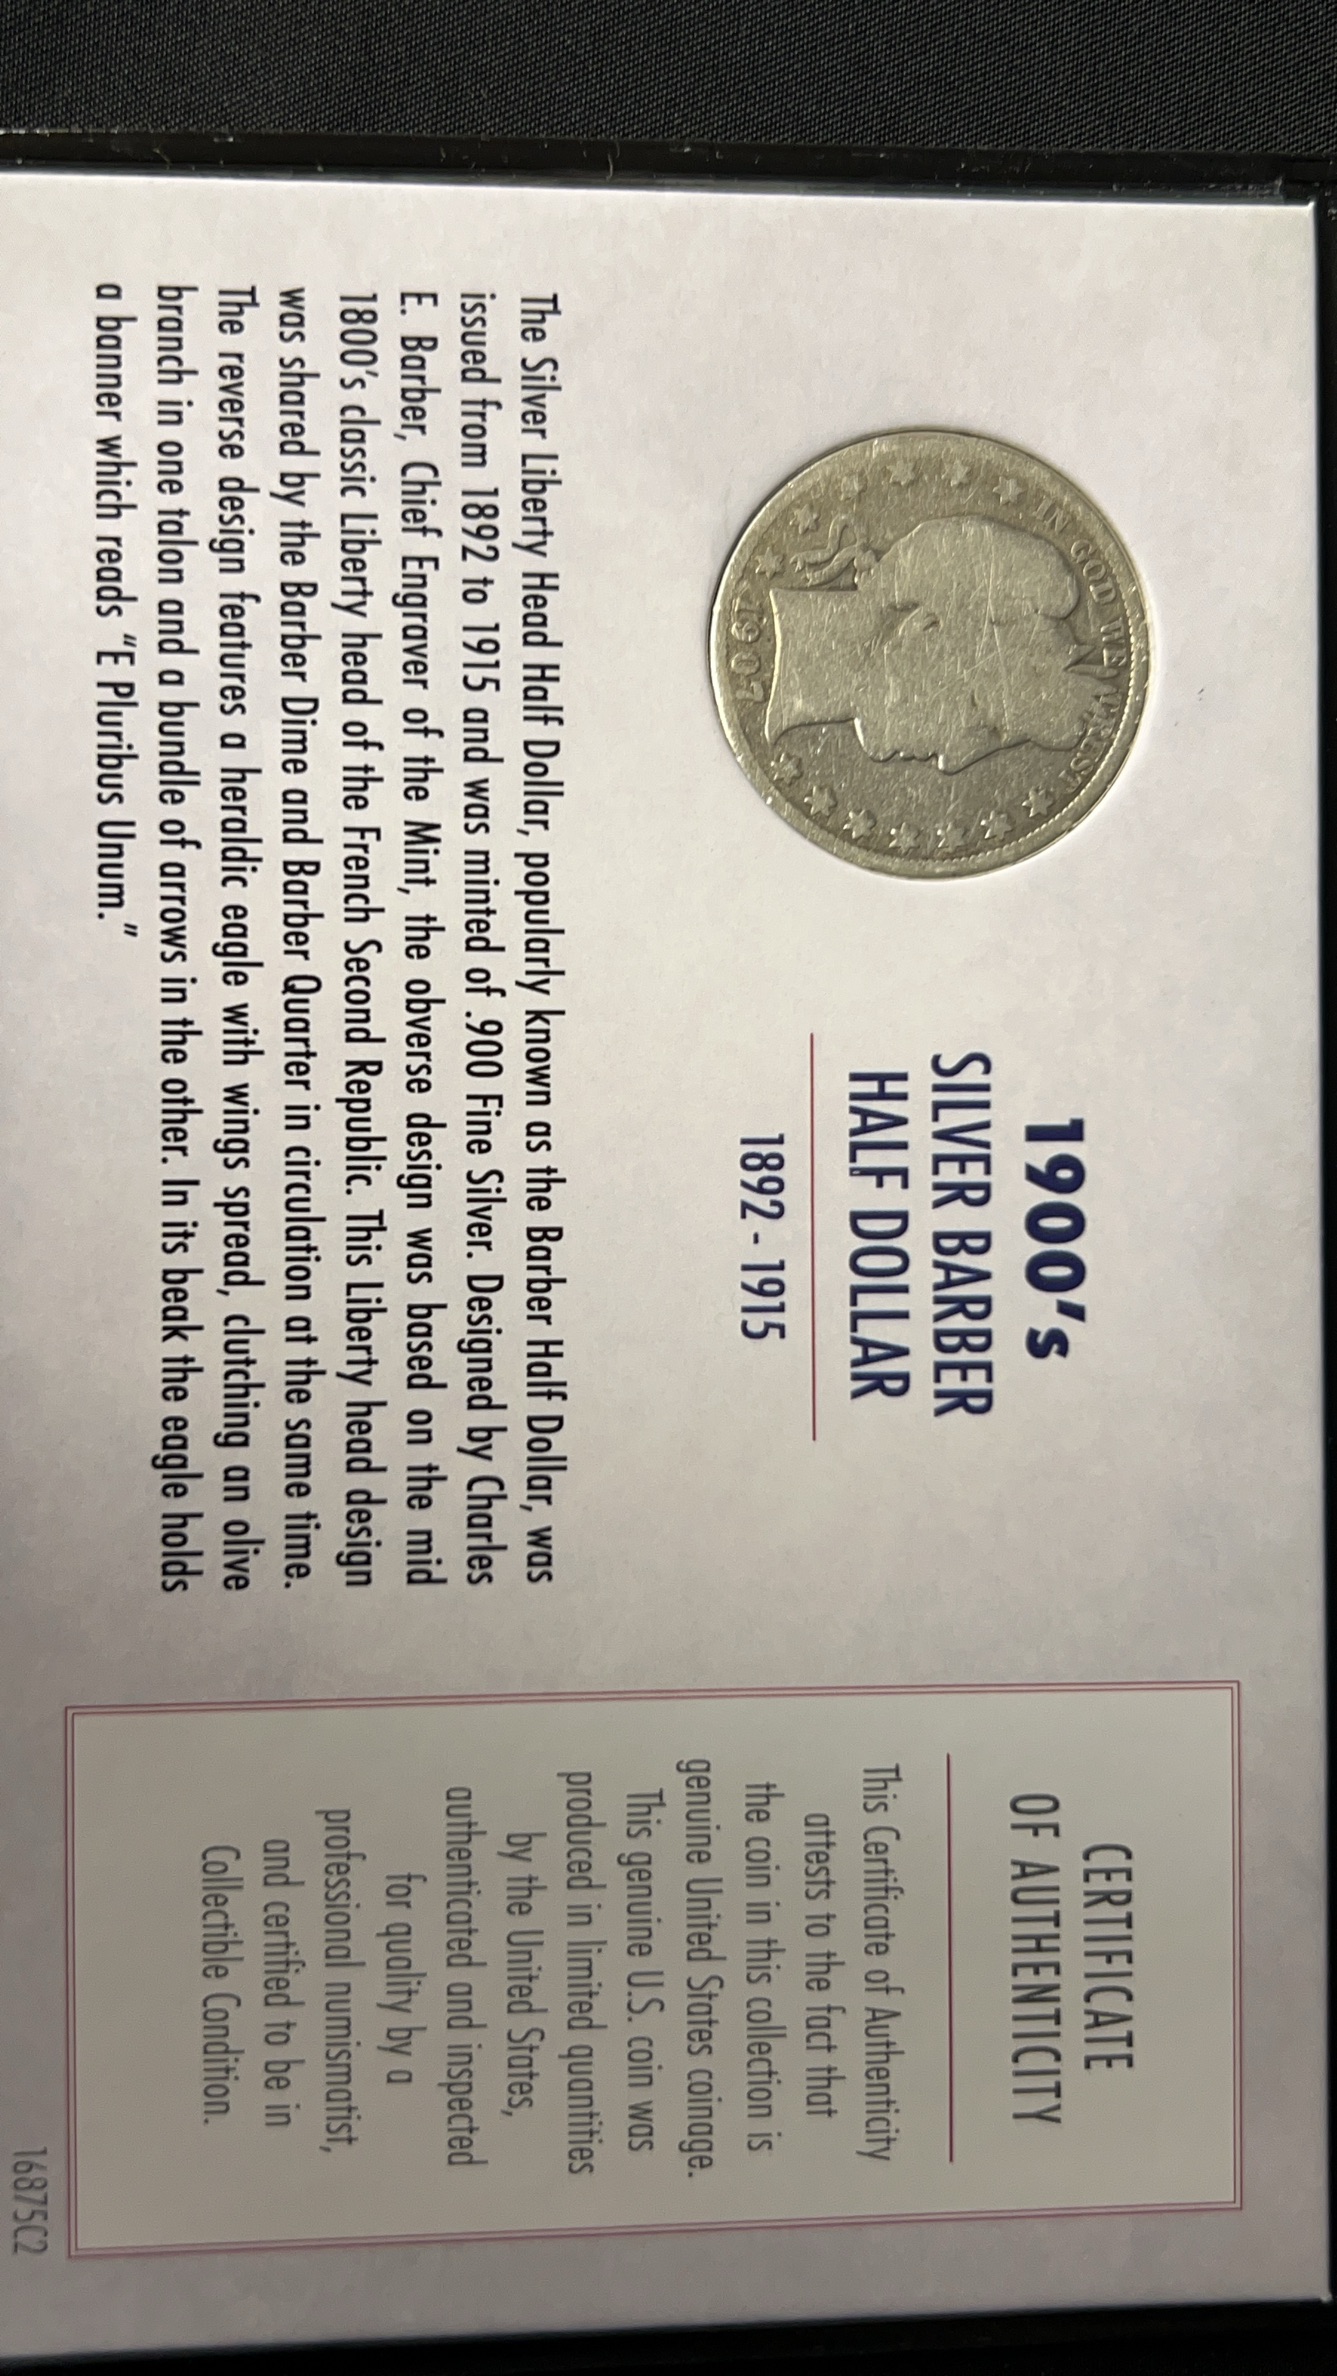 IN GOD WE TRUST
1907
1900's
SILVER BARBER
HALF DOLLAR
1892 - 1915
The Silver Liberty Head Half Dollar, popularly known as the Barber Half Dollar, was
issued from 1892 to 1915 and was minted of .900 Fine Silver. Designed by Charles
E. Barber, Chief Engraver of the Mint, the obverse design was based on the mid
1800's classic Liberty head of the French Second Republic. This Liberty head design
was shared by the Barber Dime and Barber Quarter in circulation at the same time.
The reverse design features a heraldic eagle with wings spread, clutching an olive
branch in one talon and a bundle of arrows in the other. In its beak the eagle holds
a banner which reads “E Pluribus Unum.”
CERTIFICATE
OF AUTHENTICITY
This Certificate of Authenticity
attests to the fact that
the coin in this collection is
genuine United States coinage.
This genuine U.S. coin was
produced in limited quantities
by the United States,
authenticated and inspected
for quality by a
professional numismatist,
and certified to be in
Collectible Condition.
16875C2